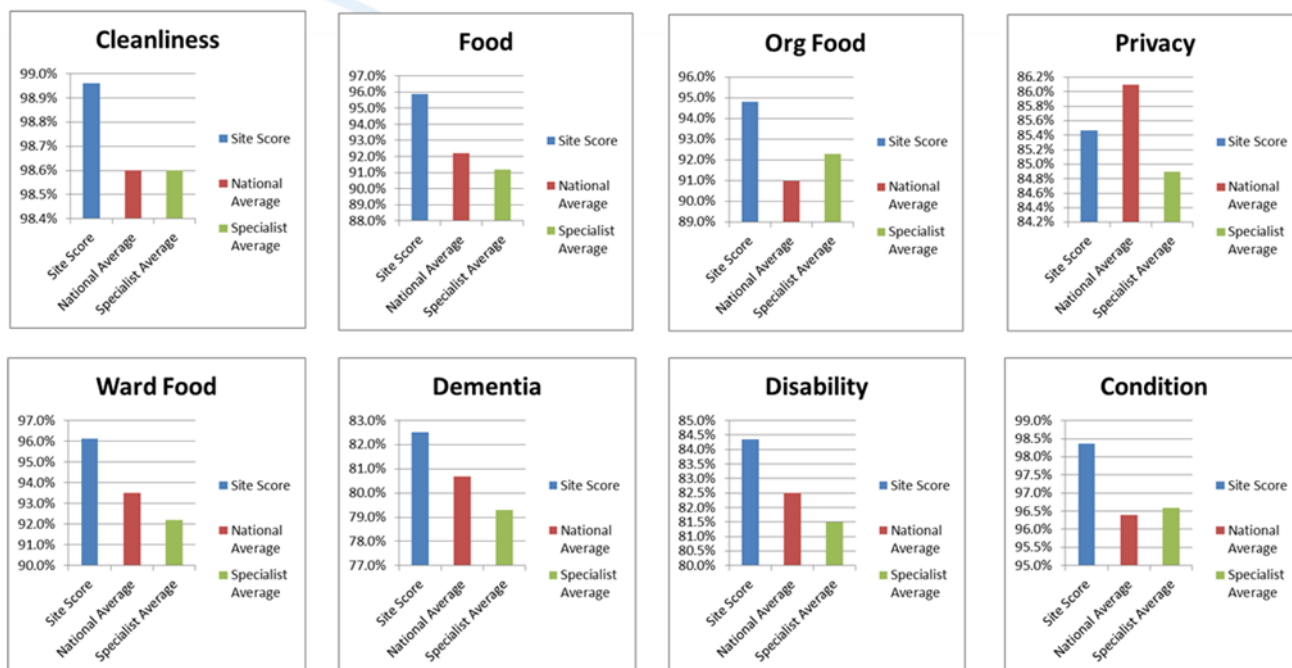 Cleanliness
99.0%
98.9%
98.8%
98.7%
98.6%
98.5%
98.4%
Site Score
National Average
Specialist Average
Site Score
National
Average
Specialist
Average
Food
97.0%
96.0%
95.0%
94.0%
93.0%
92.0%
91.0%
90.0%
89.0%
88.0%
Site Score
National Average
Specialist Average
Site Score
National
Average
Specialist
Average
Org Food
96.0%
95.0%
94.0%
93.0%
92.0%
91.0%
90.0%
89.0%
Site Score
National Average
Specialist Average
Site Score
National
Average
Specialist
Average
Privacy
86.2%
86.0%
85.8%
85.6%
85.4%
85.2%
85.0%
84.8%
84.6%
84.4%
84.2%
Site Score
National Average
Specialist Average
Site Score
National
Average
Specialist
Average
Ward Food
97.0%
96.0%
95.0%
94.0%
93.0%
92.0%
91.0%
90.0%
Site Score
National Average
Specialist Average
Site Score
National
Average
Specialist
Average
Dementia
83.0%
82.0%
81.0%
80.0%
79.0%
78.0%
77.0%
Site Score
National Average
Specialist Average
Site Score
National
Average
Specialist
Average
Disability
85.0%
84.5%
84.0%
83.5%
83.0%
82.5%
82.0%
81.5%
81.0%
80.5%
80.0%
Site Score
National Average
Specialist Average
Site Score
National
Average
Specialist
Average
Condition
99.0%
98.5%
98.0%
97.5%
97.0%
96.5%
96.0%
95.5%
95.0%
Site Score
National Average
Specialist Average
Site Score
National
Average
Specialist
Average